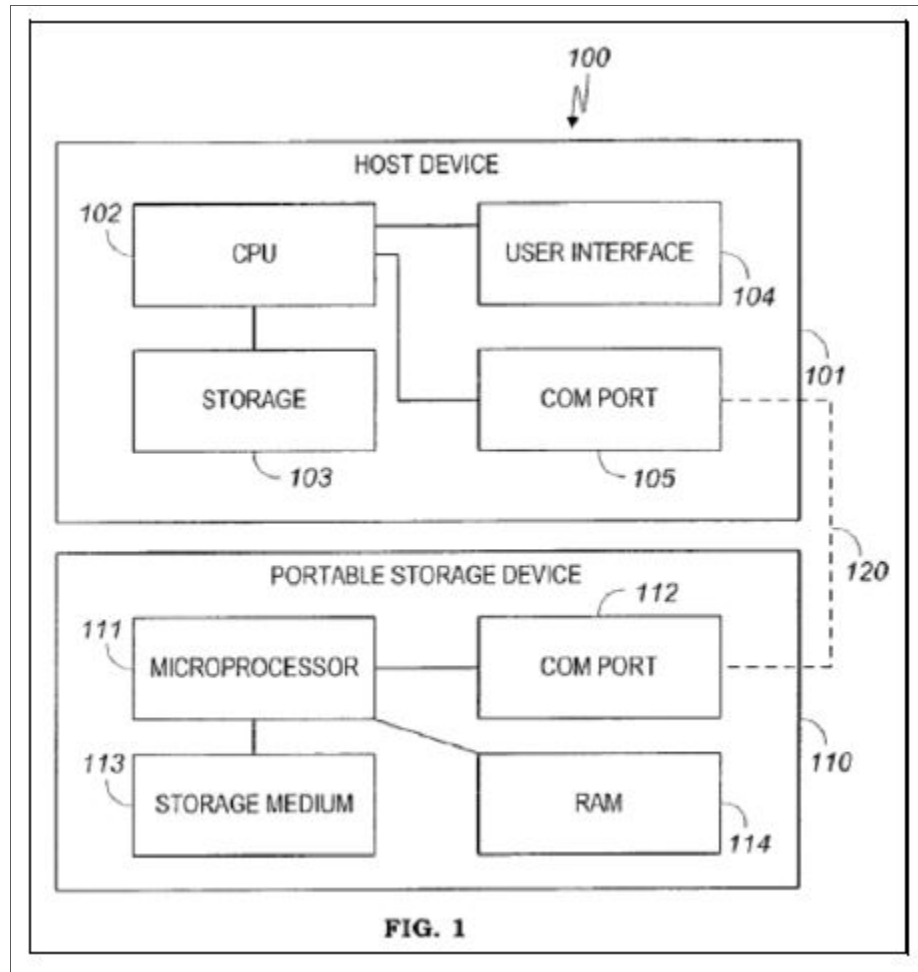 100
HOST DEVICE
102
CPU
USER INTERFACE
104
101
STORAGE
COM PORT
103
105
120
PORTABLE STORAGE DEVICE
112
111
MICROPROCESSOR
COM PORT
110
113
STORAGE MEDIUM
RAM
114
FIG. 1